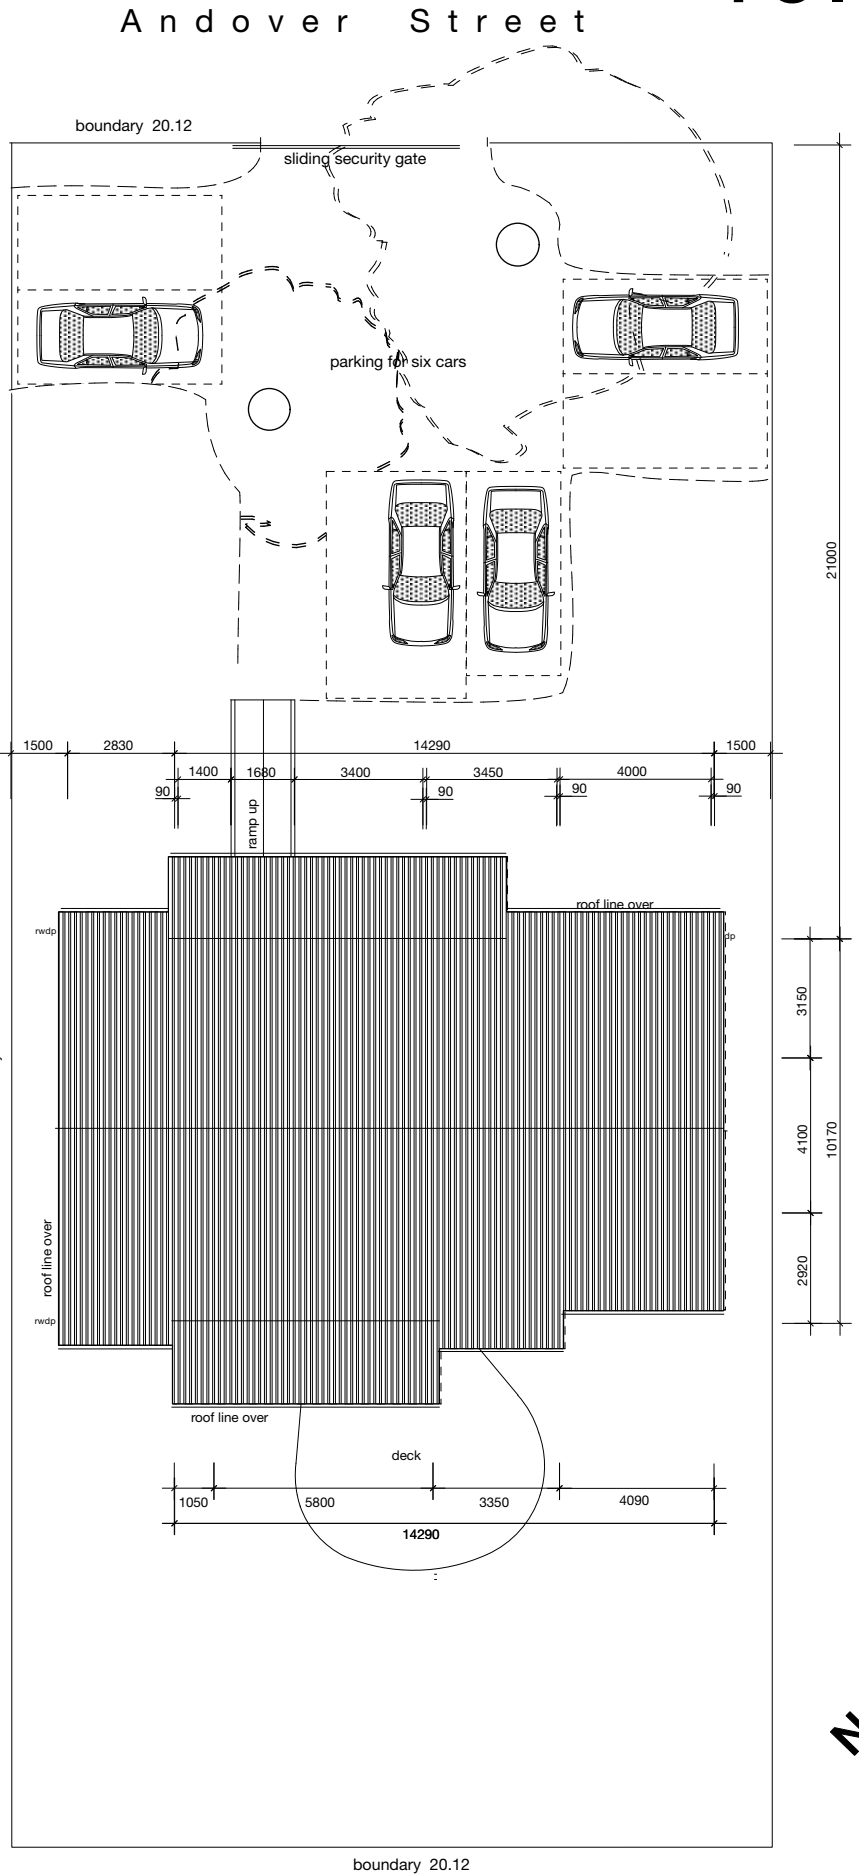 Andover Street
boundary 20.12
sliding security gate
parking for six cars
21000
1500 2830 14290 1500
1400 1680 3400 3450 4000
90 90 90 90
ramp up
roof line over
rwdp
dp
3150
4100
10170
2920
roof line over
rwdp
roof line over
deck
1050 5800 3350 4090
14290
N
boundary 20.12